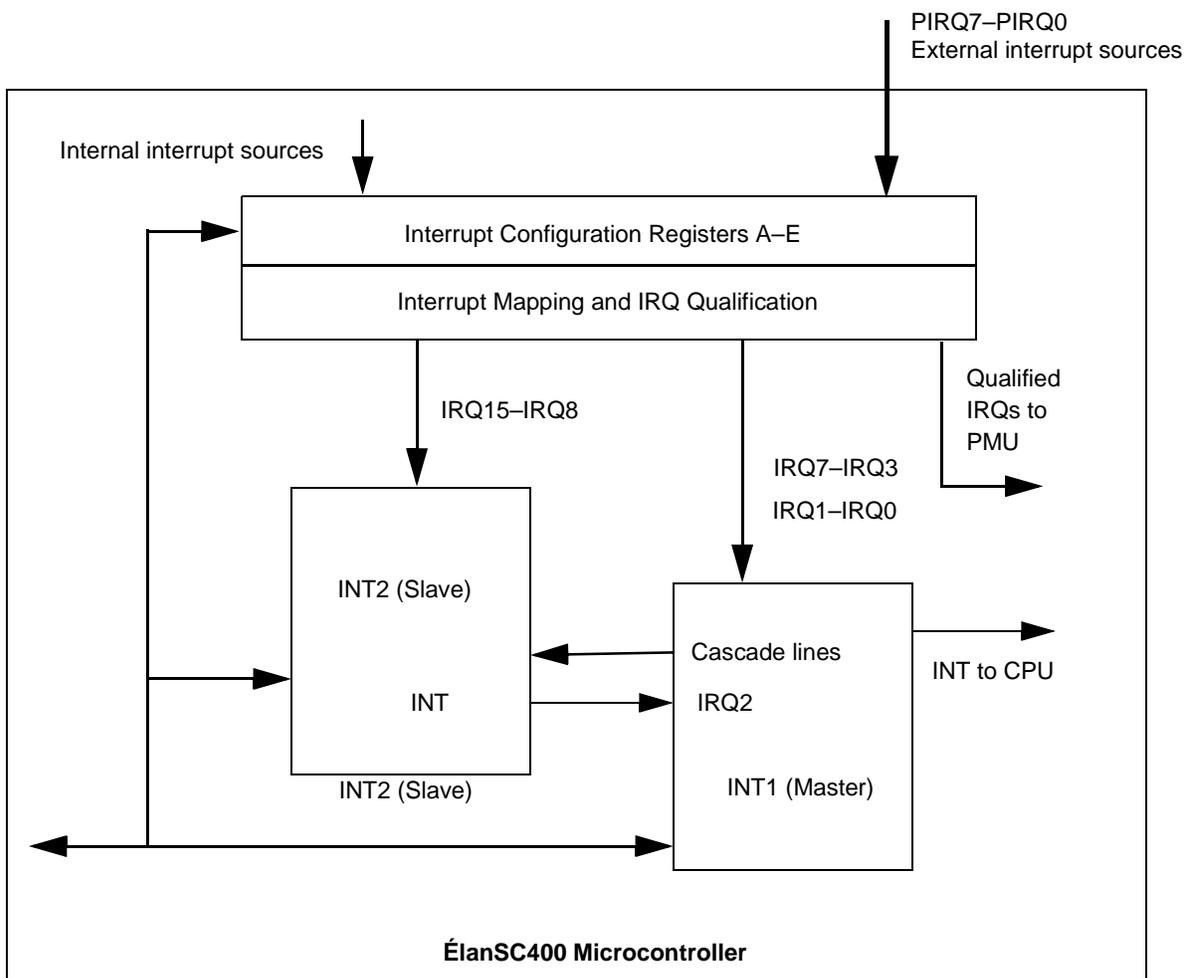 PIRQ7–PIRQ0
External interrupt sources
Internal interrupt sources
Interrupt Configuration Registers A–E
Interrupt Mapping and IRQ Qualification
IRQ15–IRQ8
Qualified
IRQs to
PMU
IRQ7–IRQ3
IRQ1–IRQ0
INT2 (Slave)
Cascade lines
INT to CPU
INT
IRQ2
INT1 (Master)
INT2 (Slave)
ÉlanSC400 Microcontroller